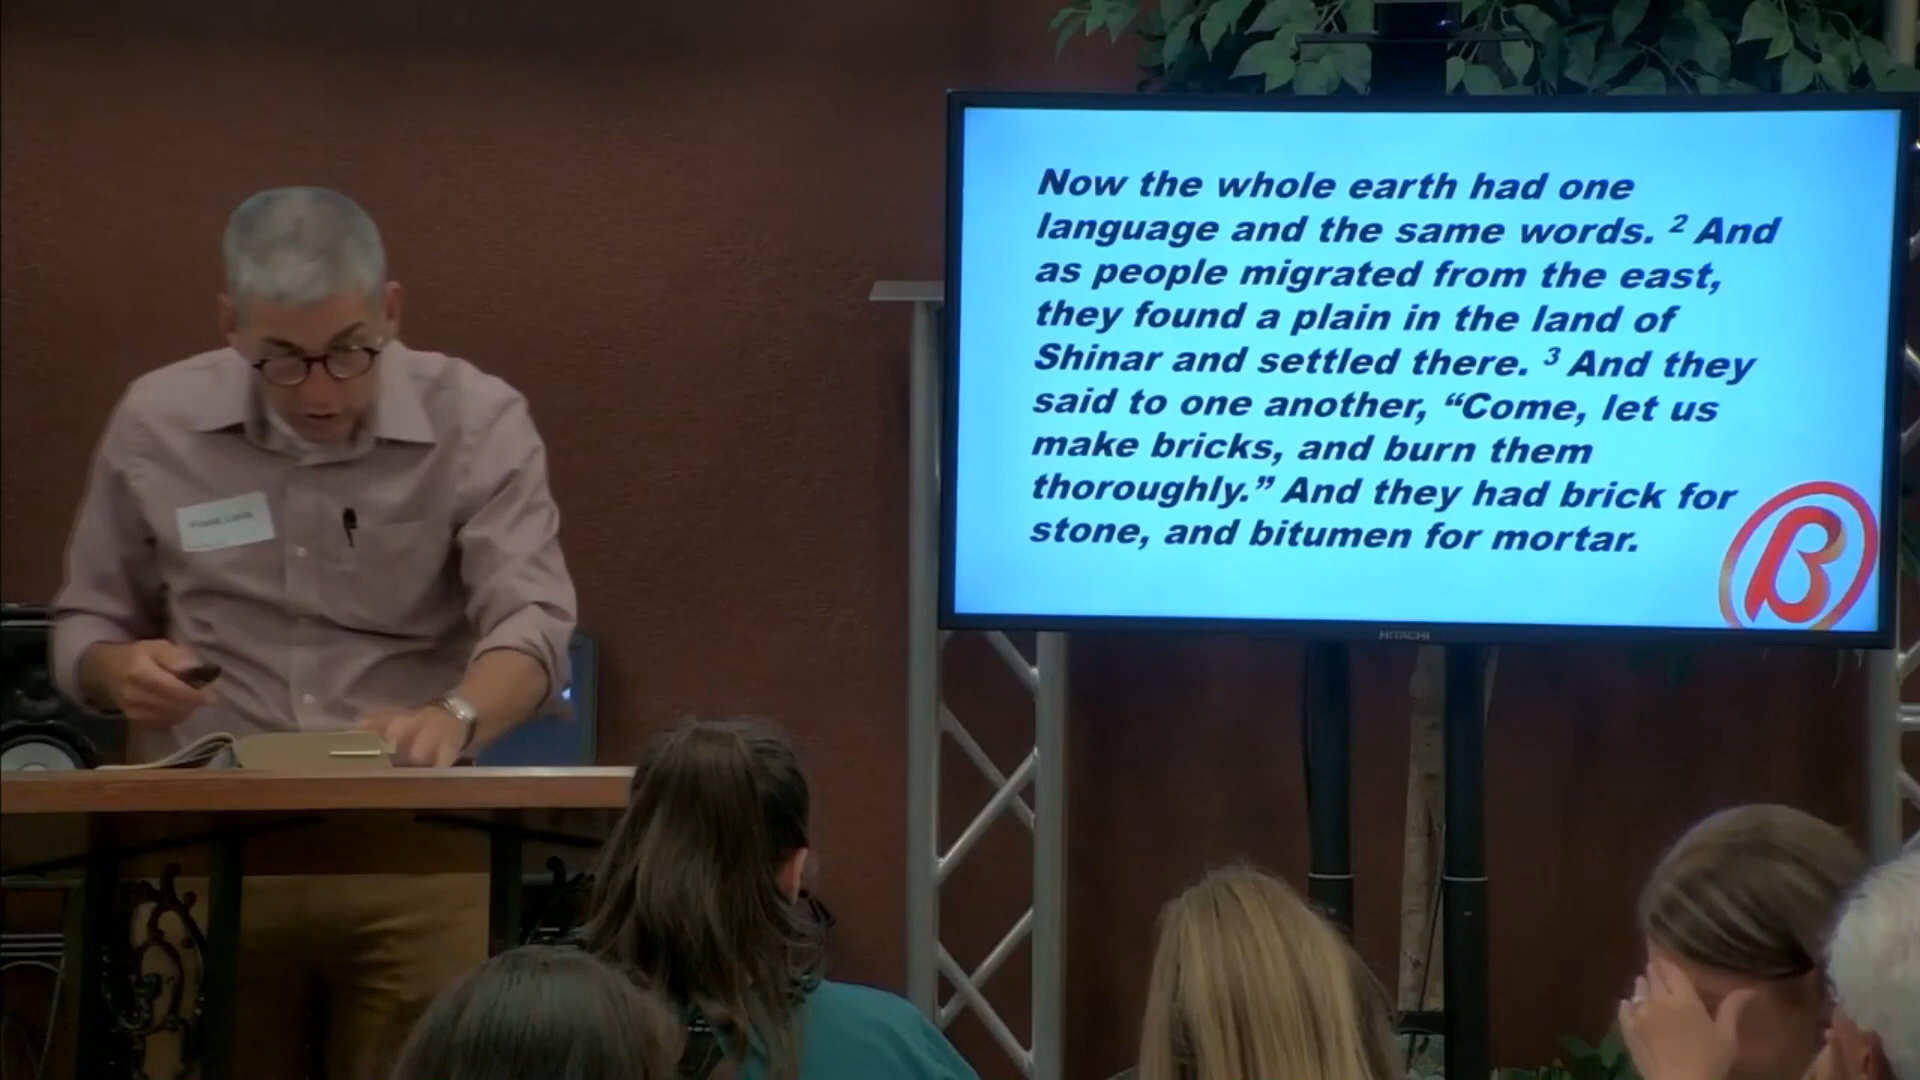 Now the whole earth had one
language and the same words. 2 And
as people migrated from the east,
they found a plain in the land of
Shinar and settled there. 3 And they
said to one another, “Come, let us
make bricks, and burn them
thoroughly.” And they had brick for
stone, and bitumen for mortar.
B
HITACHI